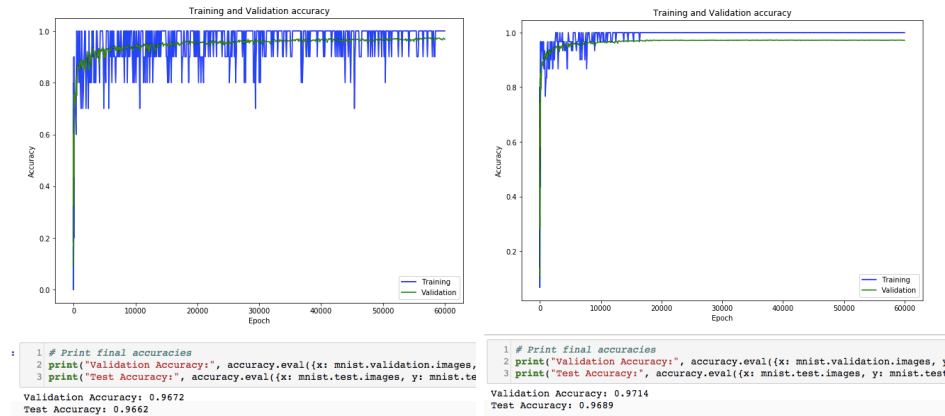 Training and Validation accuracy
1.0
0.8
0.6
0.4
0.2
0.0
Accuracy
0
10000
20000
30000
40000
50000
60000
Epoch
Training
Validation
: 1 # Print final accuracies
2 print("Validation Accuracy:", accuracy.eval({x: mnist.validation.images,
3 print("Test Accuracy:", accuracy.eval({x: mnist.test.images, y: mnist.te
Validation Accuracy: 0.9672
Test Accuracy: 0.9662
Training and Validation accuracy
1.0
0.8
0.6
0.4
0.2
Accuracy
0
10000
20000
30000
40000
50000
60000
Epoch
Training
Validation
1 # Print final accuracies
2 print("Validation Accuracy:", accuracy.eval({x: mnist.validation.images, y
3 print("Test Accuracy:", accuracy.eval({x: mnist.test.images, y: mnist.test
Validation Accuracy: 0.9714
Test Accuracy: 0.9689